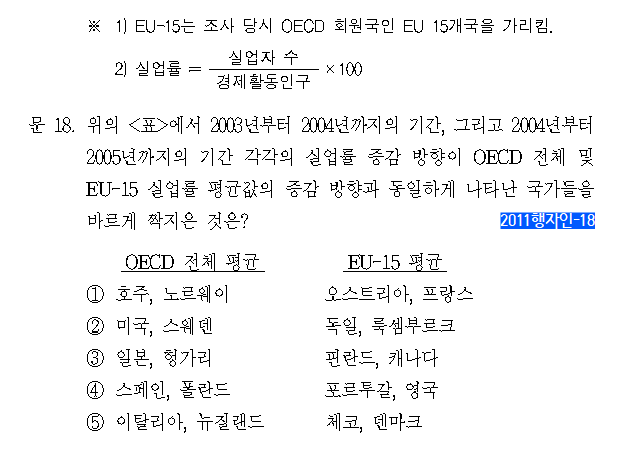 ※ 1) EU-15는 조사 당시 OECD 회원국인 EU 15개국을 가리킴.
2) 실업률 = 실업자 수 / 경제활동인구 × 100
문 18. 위의 <표>에서 2003년부터 2004년까지의 기간, 그리고 2004년부터
2005년까지의 기간 각각의 실업률 증감 방향이 OECD 전체 및
EU-15 실업률 평균값의 증감 방향과 동일하게 나타난 국가들을
바르게 짝지은 것은?
2011행자인-18
OECD 전체 평균 EU-15 평균
① 호주, 노르웨이 오스트리아, 프랑스
② 미국, 스웨덴 독일, 룩셈부르크
③ 일본, 헝가리 핀란드, 캐나다
④ 스페인, 폴란드 포르투갈, 영국
⑤ 이탈리아, 뉴질랜드 체코, 덴마크